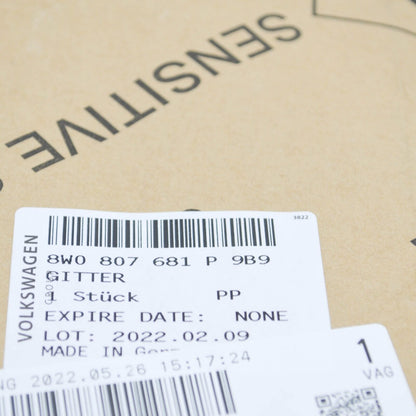 SENSITIVE
3822
VOLKSWAGEN
8W0 807 681 P 9B9
GITTER
1 Stück PP
EXPIRE DATE: NONE
LOT: 2022.02.09
MADE IN
NG 2022.05.26 15:17:24
1
VAG